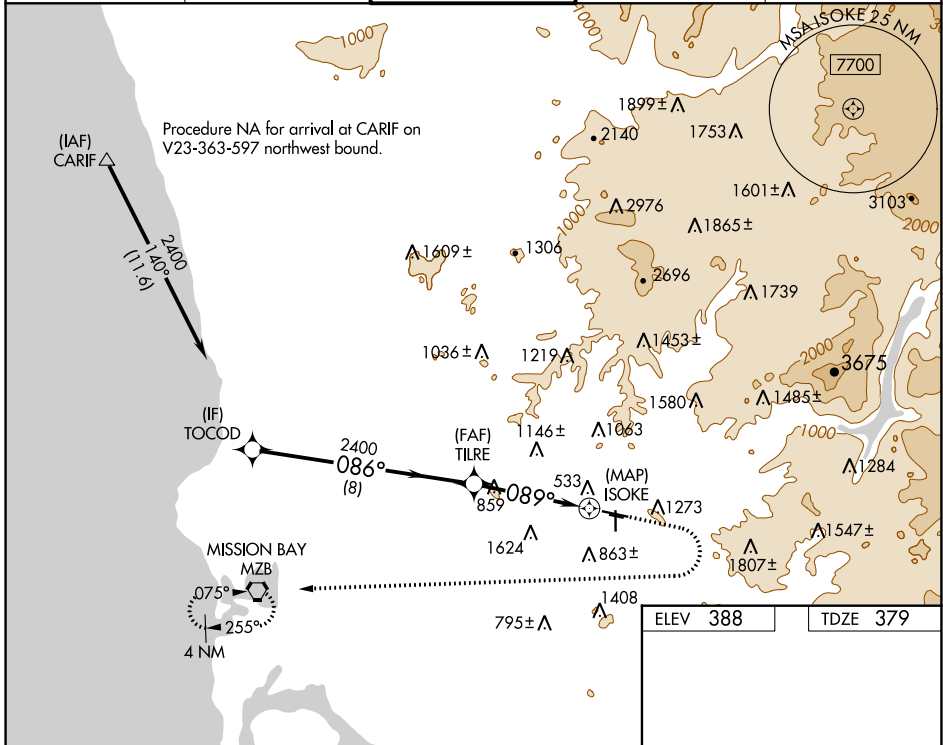 1000
MSA ISOKE 25 NM
7700
1899±
2140
1753
Procedure NA for arrival at CARIF on
V23-363-597 northwest bound.
(IAF)
CARIF
1601±
3103
2000
2976
1000
1865±
2400
140°
(11.6)
1609±
1306
2696
1739
1453±
1036±
1219
2000
3675
1580
1485±
(IF)
TOCOD
(FAF)
TILRE
1146±
1063
1000
2400
086°
(8)
1284
859
089°
533
(MAP)
ISOKE
1273
1624
863±
1547±
1807±
MISSION BAY
MZB
075°
255°
4 NM
795±
1408
ELEV 388
TDZE 379